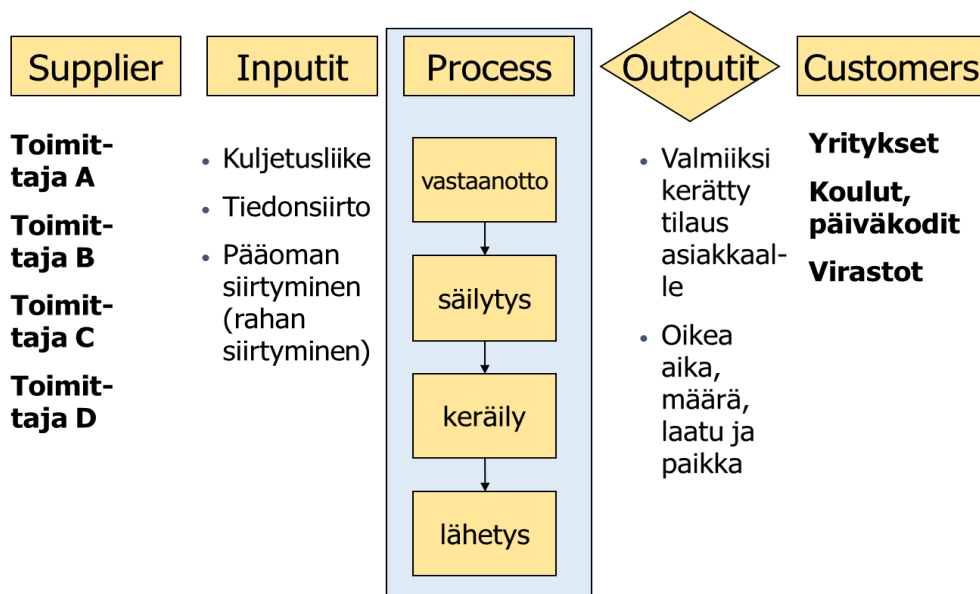 Supplier
Toimit-
taja A
Toimit-
taja B
Toimit-
taja C
Toimit-
taja D
Inputit
• Kuljetusliike
• Tiedonsiirto
• Pääoman
siirtyminen
(rahan
siirtyminen)
Process
vastaanotto
säilytys
keräily
lähetys
Outputit
• Valmiiksi
kerätty
tilaus
asiakkaal-
le
• Oikea
aika,
määrä,
laatu ja
paikka
Customers
Yritykset
Koulut,
päiväkodit
Virastot